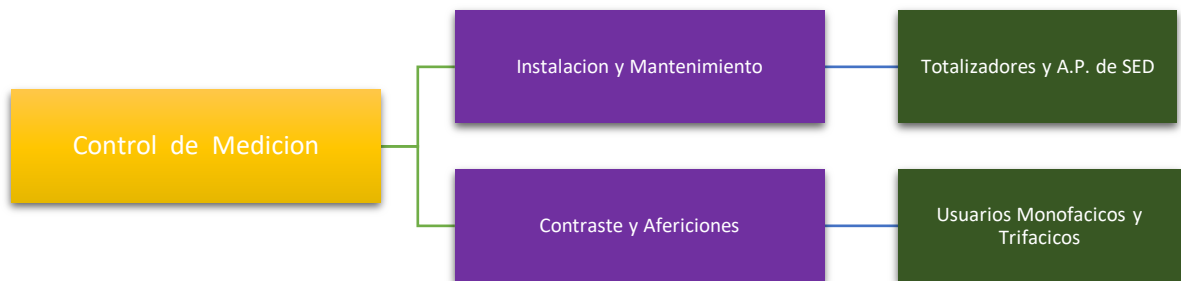 Control de Medicion
Instalacion y Mantenimiento
Totalizadores y A.P. de SED
Contraste y Afericiones
Usuarios Monofacicos y
Trifacicos